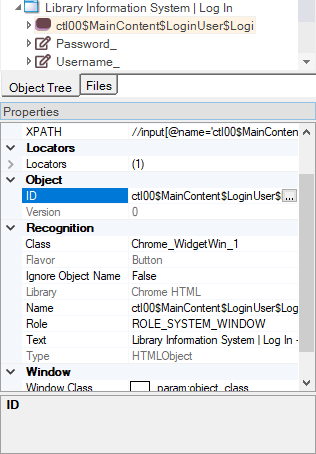 Library Information System | Log In
ctl00$MainContent$LoginUser$Logi
Password_
Username_
Object Tree Files
Properties
XPATH //input[@name='ctl00$MainConten
Locators
Locators (1)
Object
ID ctl00$MainContent$LoginUser$ ...
Version 0
Recognition
Class Chrome_WidgetWin_1
Flavor Button
Ignore Object Name False
Library Chrome HTML
Name ctl00$MainContent$LoginUser$Log
Role ROLE_SYSTEM_WINDOW
Text Library Information System | Log In -
Type HTMLObject
Window
Window Class param:object_class
ID